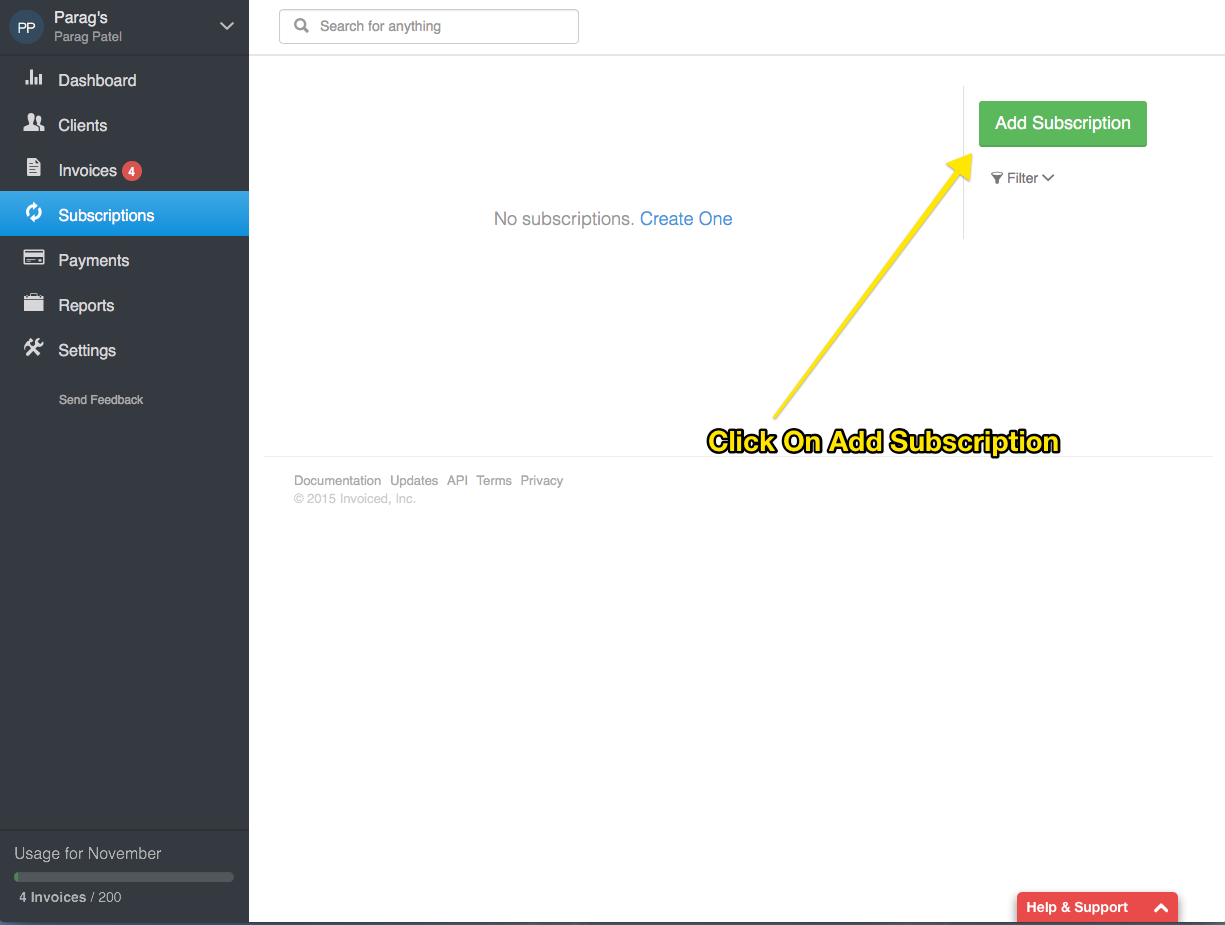 PP
Parag's
Parag Patel
Search for anything
Dashboard
Clients
Invoices 4
Subscriptions
Payments
Reports
Settings
Send Feedback
Add Subscription
Filter
No subscriptions. Create One
Click On Add Subscription
Documentation Updates API Terms Privacy
© 2015 Invoiced, Inc.
Usage for November
4 Invoices / 200
Help & Support